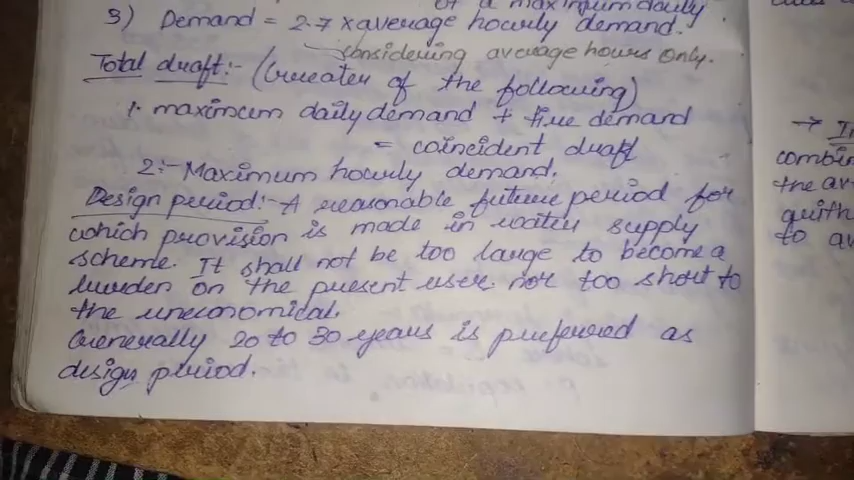 of a maximum daily
3) Demand = 2.7 x average hourly demand.
considering average hours only.
Total draft:- (Greater of the following)
1. maximum daily demand + fire demand
= coincident draft
2:- Maximum hourly demand.
Design period:- A reasonable future period for
which provision is made in water supply
scheme. It shall not be too large to become a
burden on the present user nor too short to
the uneconomical.
Generally 20 to 30 years is preferred as
design period.
→ I
combin
the av
with
to av